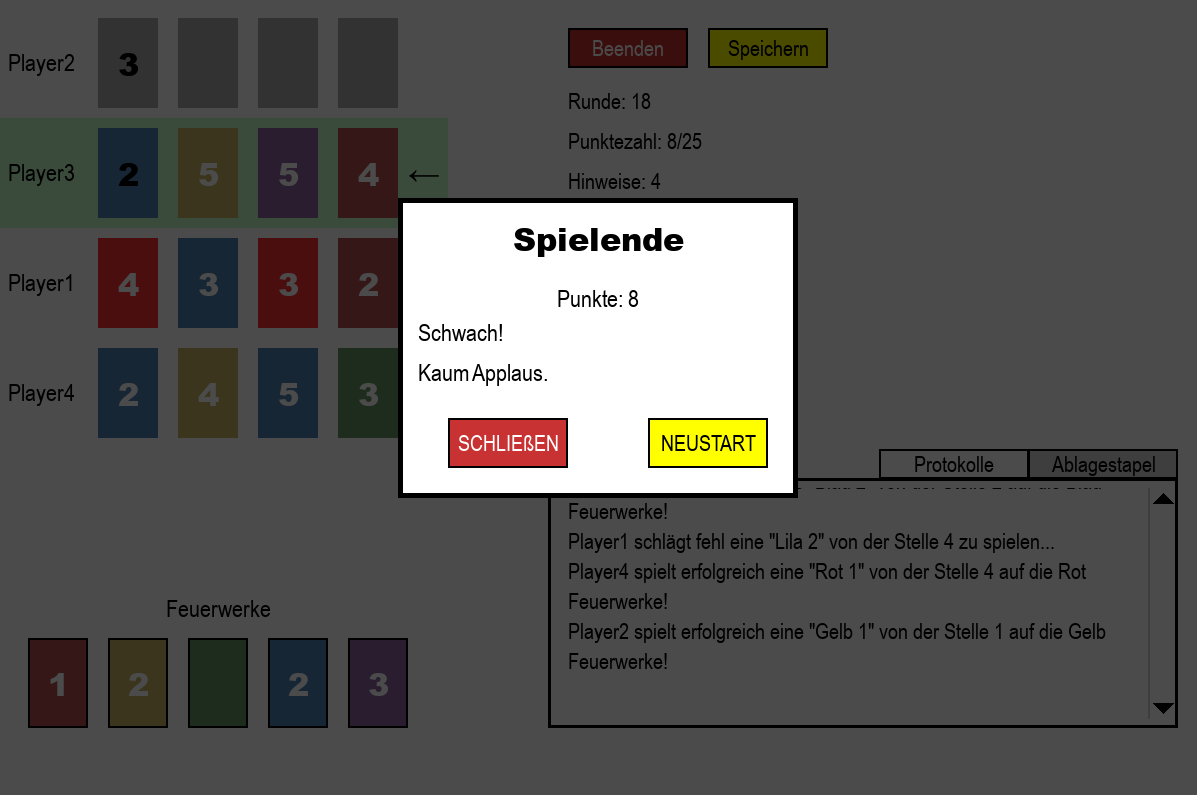 Player2 3
Beenden Speichern
Runde: 18
Punktezahl: 8/25
Hinweise: 4
Player3 2 5 5 4 ←
Spielende
Punkte: 8
Schwach!
Kaum Applaus.
SCHLIEßEN NEUSTART
Player1 4 3 3 2
Player4 2 4 5 3
Protokolle Ablagestapel
Feuerwerke!
Player1 schlägt fehl eine "Lila 2" von der Stelle 4 zu spielen...
Player4 spielt erfolgreich eine "Rot 1" von der Stelle 4 auf die Rot
Feuerwerke!
Player2 spielt erfolgreich eine "Gelb 1" von der Stelle 1 auf die Gelb
Feuerwerke!
Feuerwerke
1 2 2 3